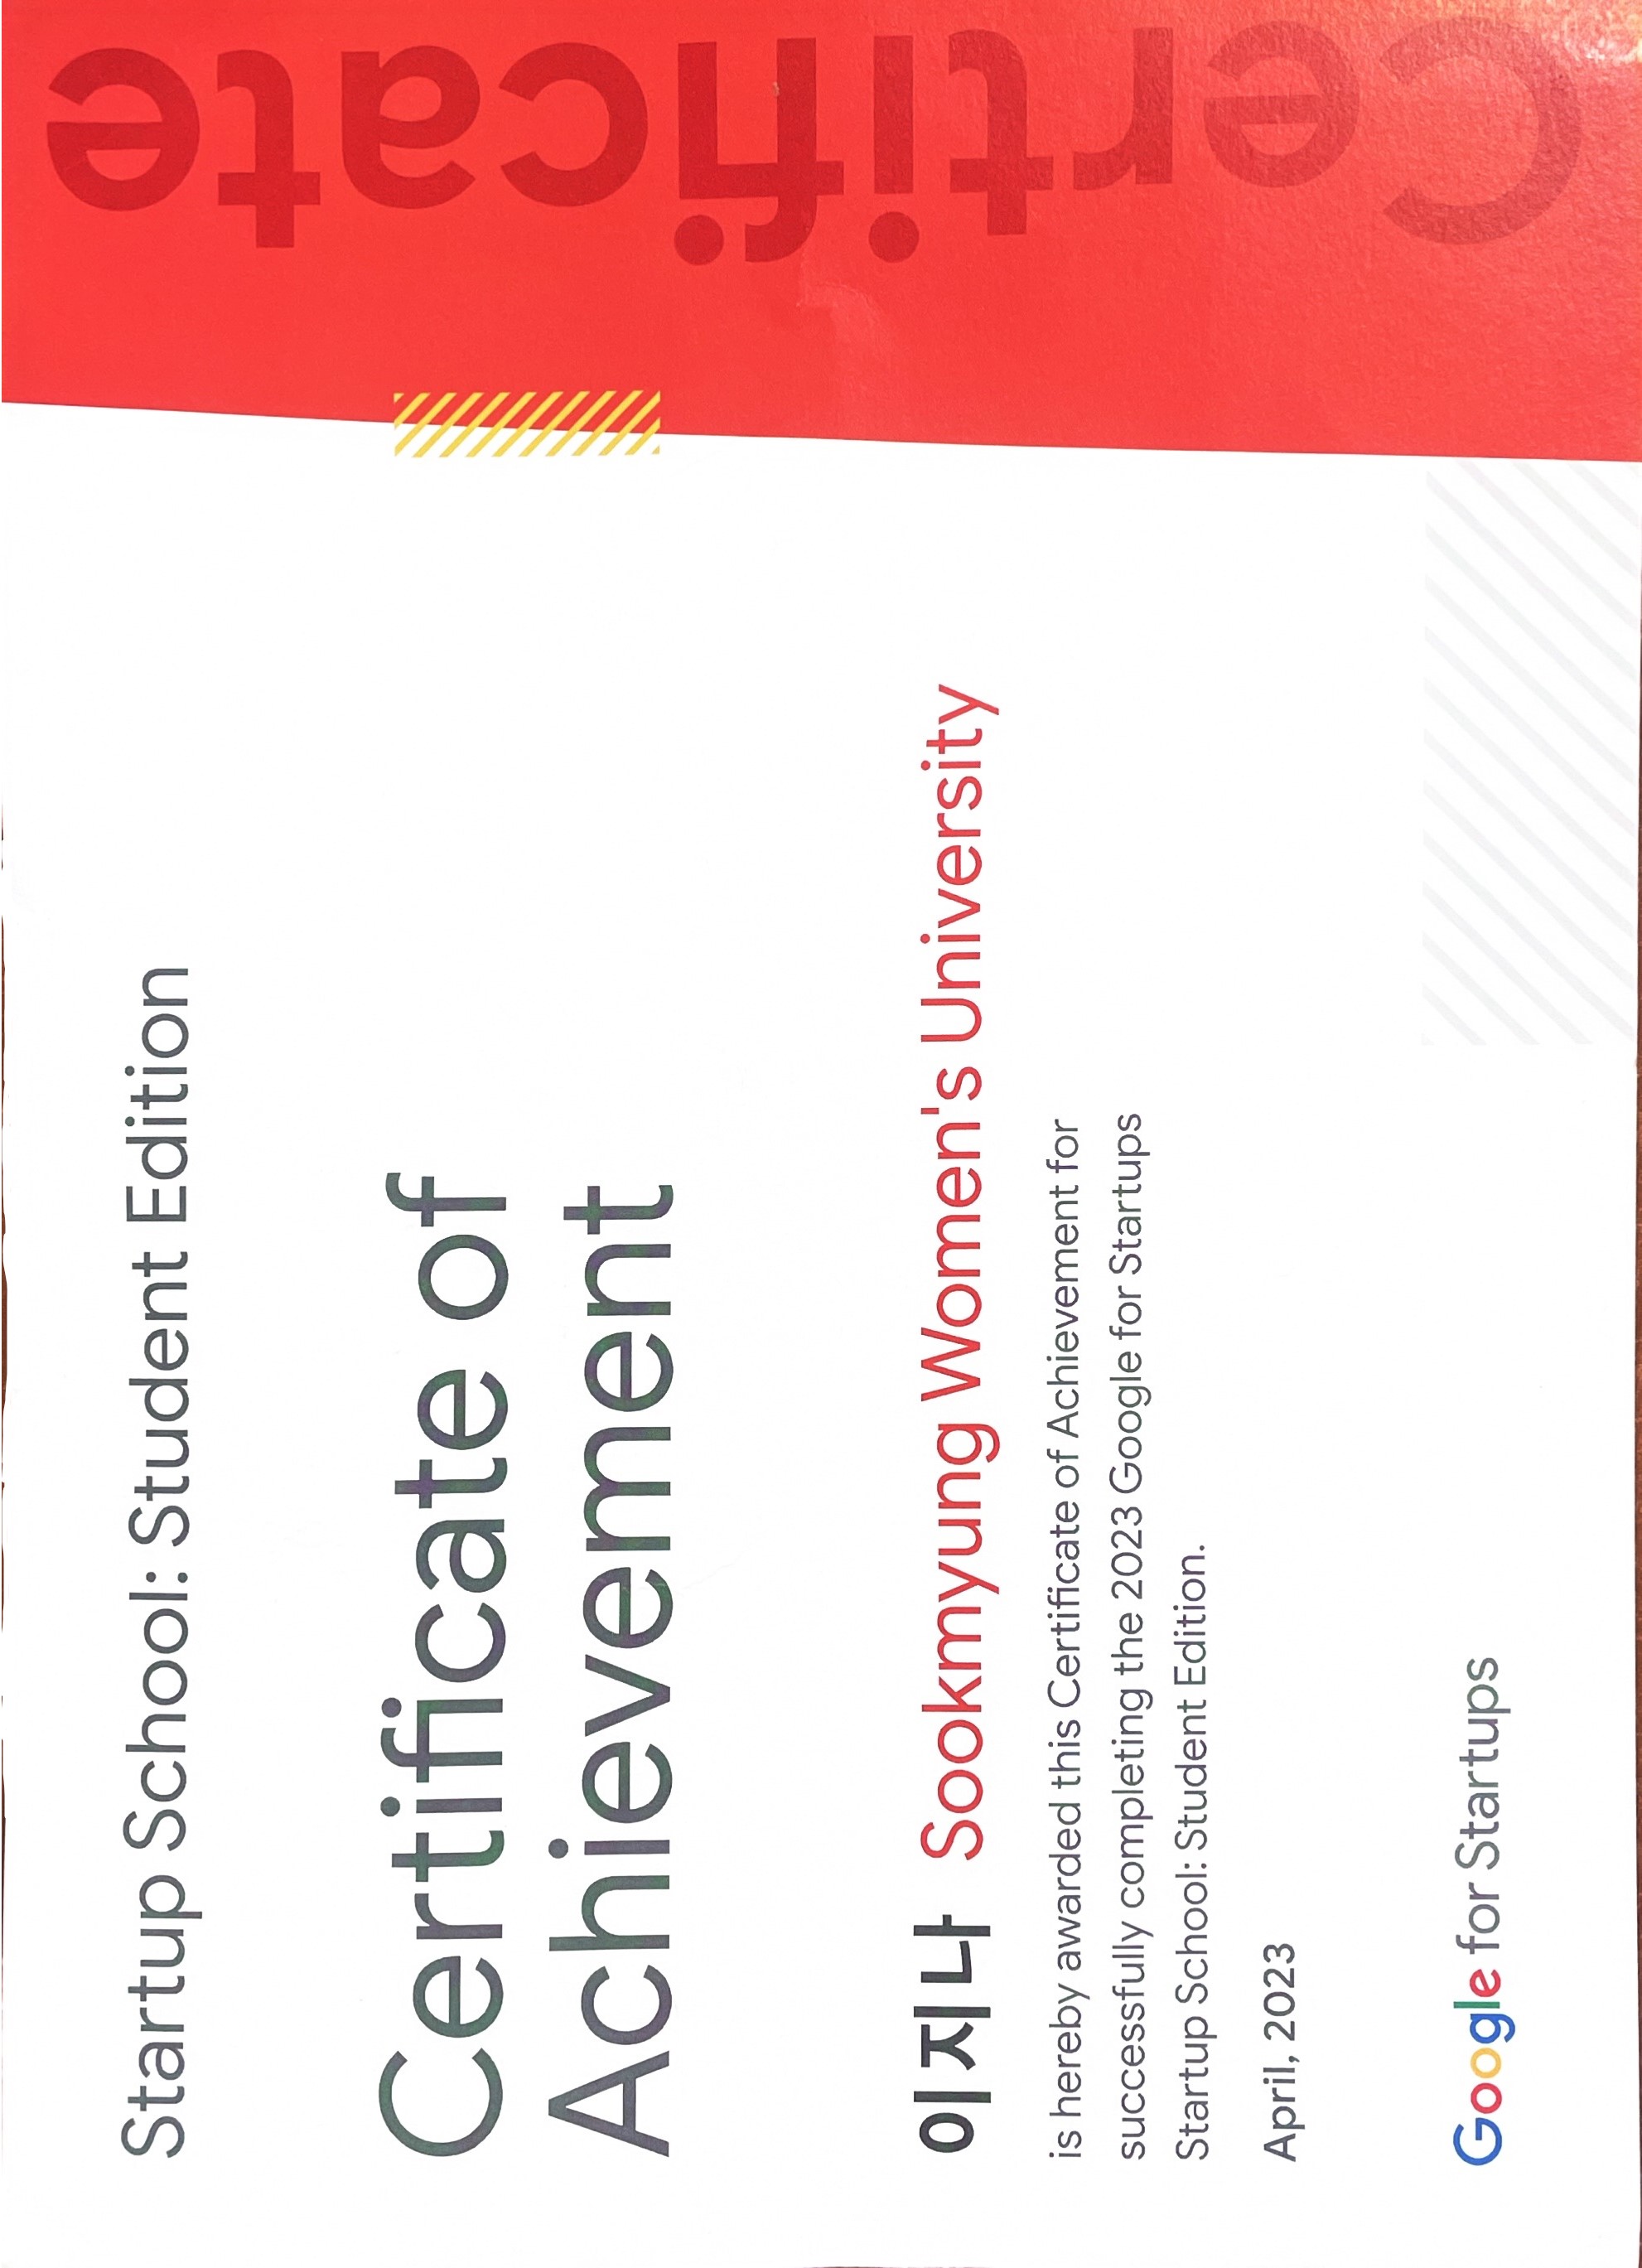 Startup School: Student Edition
Certificate of
Achievement
이지나 Sookmyung Women's University
is hereby awarded this Certificate of Achievement for
successfully completing the 2023 Google for Startups
Startup School: Student Edition.
April, 2023
Google for Startups
Certificate